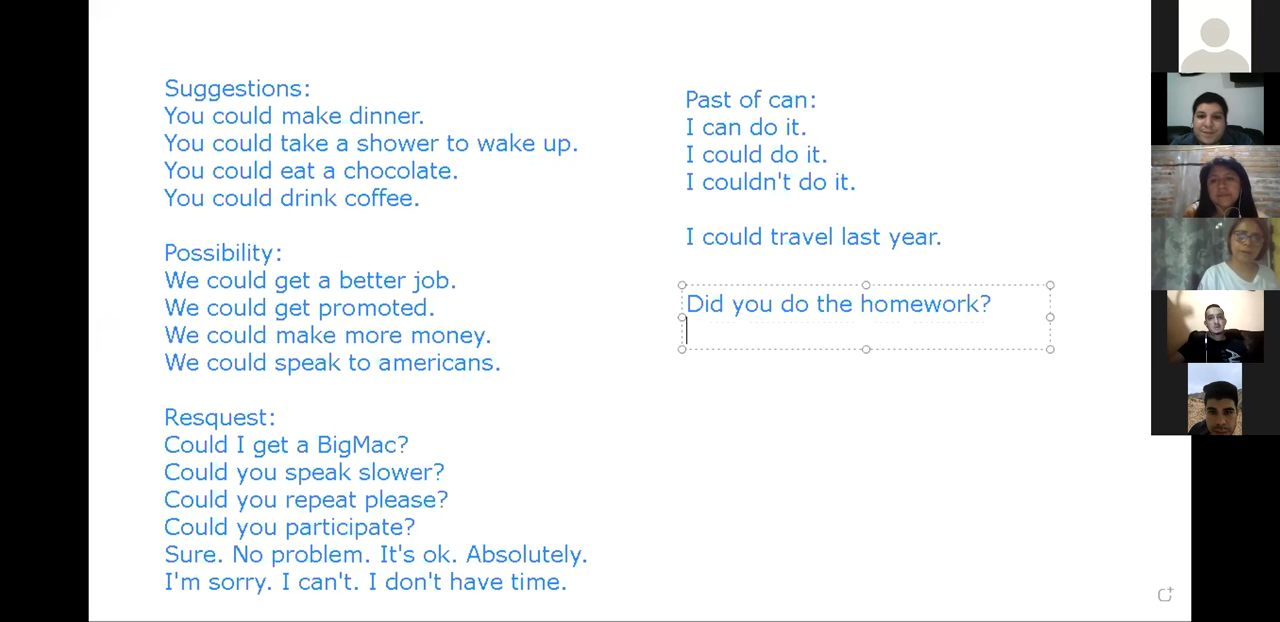 Suggestions:
You could make dinner.
You could take a shower to wake up.
You could eat a chocolate.
You could drink coffee.
Possibility:
We could get a better job.
We could get promoted.
We could make more money.
We could speak to americans.
Resquest:
Could I get a BigMac?
Could you speak slower?
Could you repeat please?
Could you participate?
Sure. No problem. It's ok. Absolutely.
I'm sorry. I can't. I don't have time.
Past of can:
I can do it.
I could do it.
I couldn't do it.
I could travel last year.
Did you do the homework?